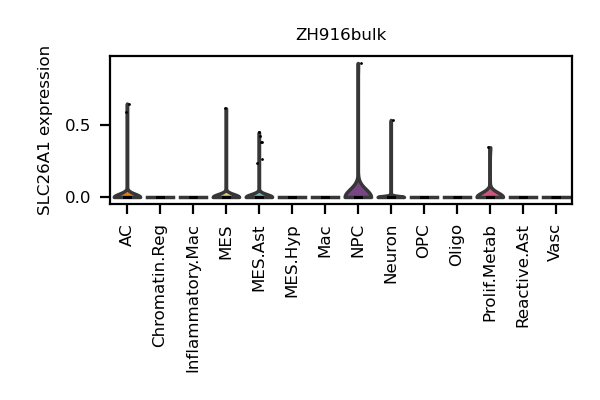 ZH916bulk
SLC26A1 expression
0.5
0.0
AC
Chromatin.Reg
Inflammatory.Mac
MES
MES.Ast
MES.Hyp
Mac
NPC
Neuron
OPC
Oligo
Prolif.Metab
Reactive.Ast
Vasc